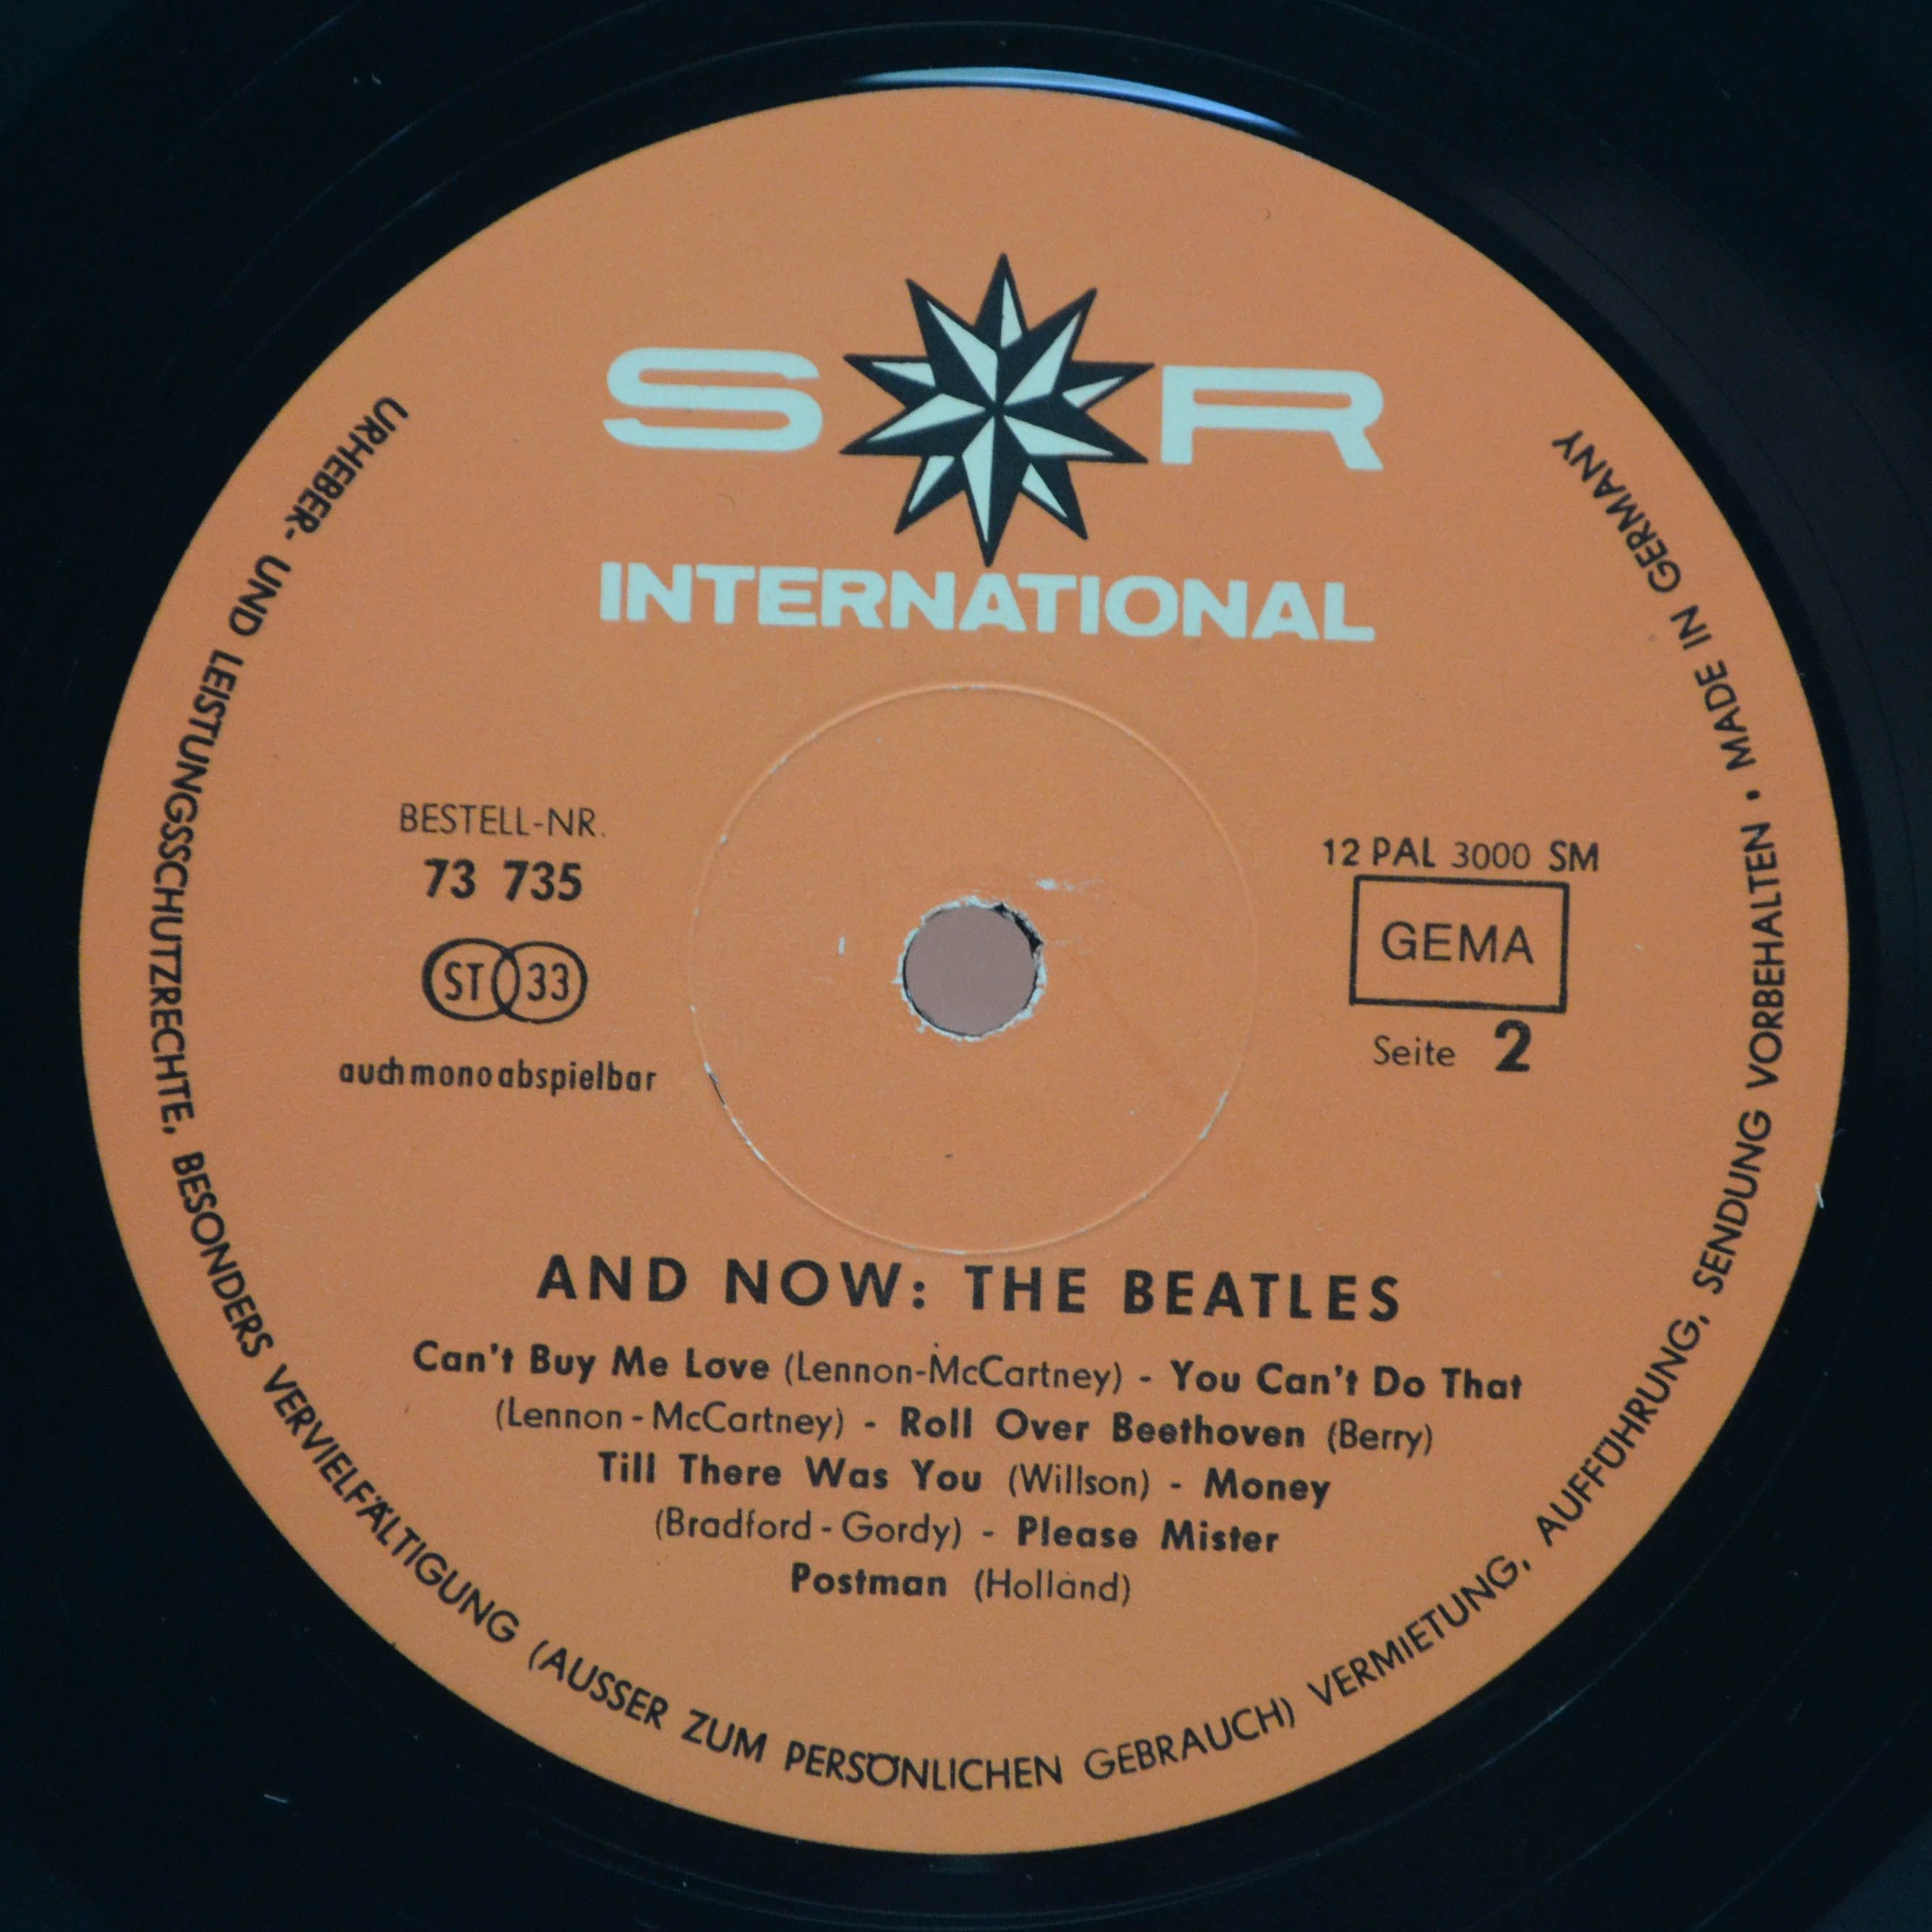 S R
INTERNATIONAL
BESTELL-NR.
73 735
ST 33
auch mono abspielbar
12 PAL 3000 SM
GEMA
Seite 2
AND NOW: THE BEATLES
Can't Buy Me Love (Lennon-McCartney) - You Can't Do That
(Lennon - McCartney) - Roll Over Beethoven (Berry)
Till There Was You (Willson) - Money
(Bradford - Gordy) - Please Mister
Postman (Holland)
URHEBER- UND LEISTUNGSSCHUTZRECHTE, BESONDERS VERVIELFÄLTIGUNG (AUSSER ZUM PERSÖNLICHEN GEBRAUCH) VERMIETUNG, AUFFÜHRUNG, SENDUNG VORBEHALTEN • MADE IN GERMANY